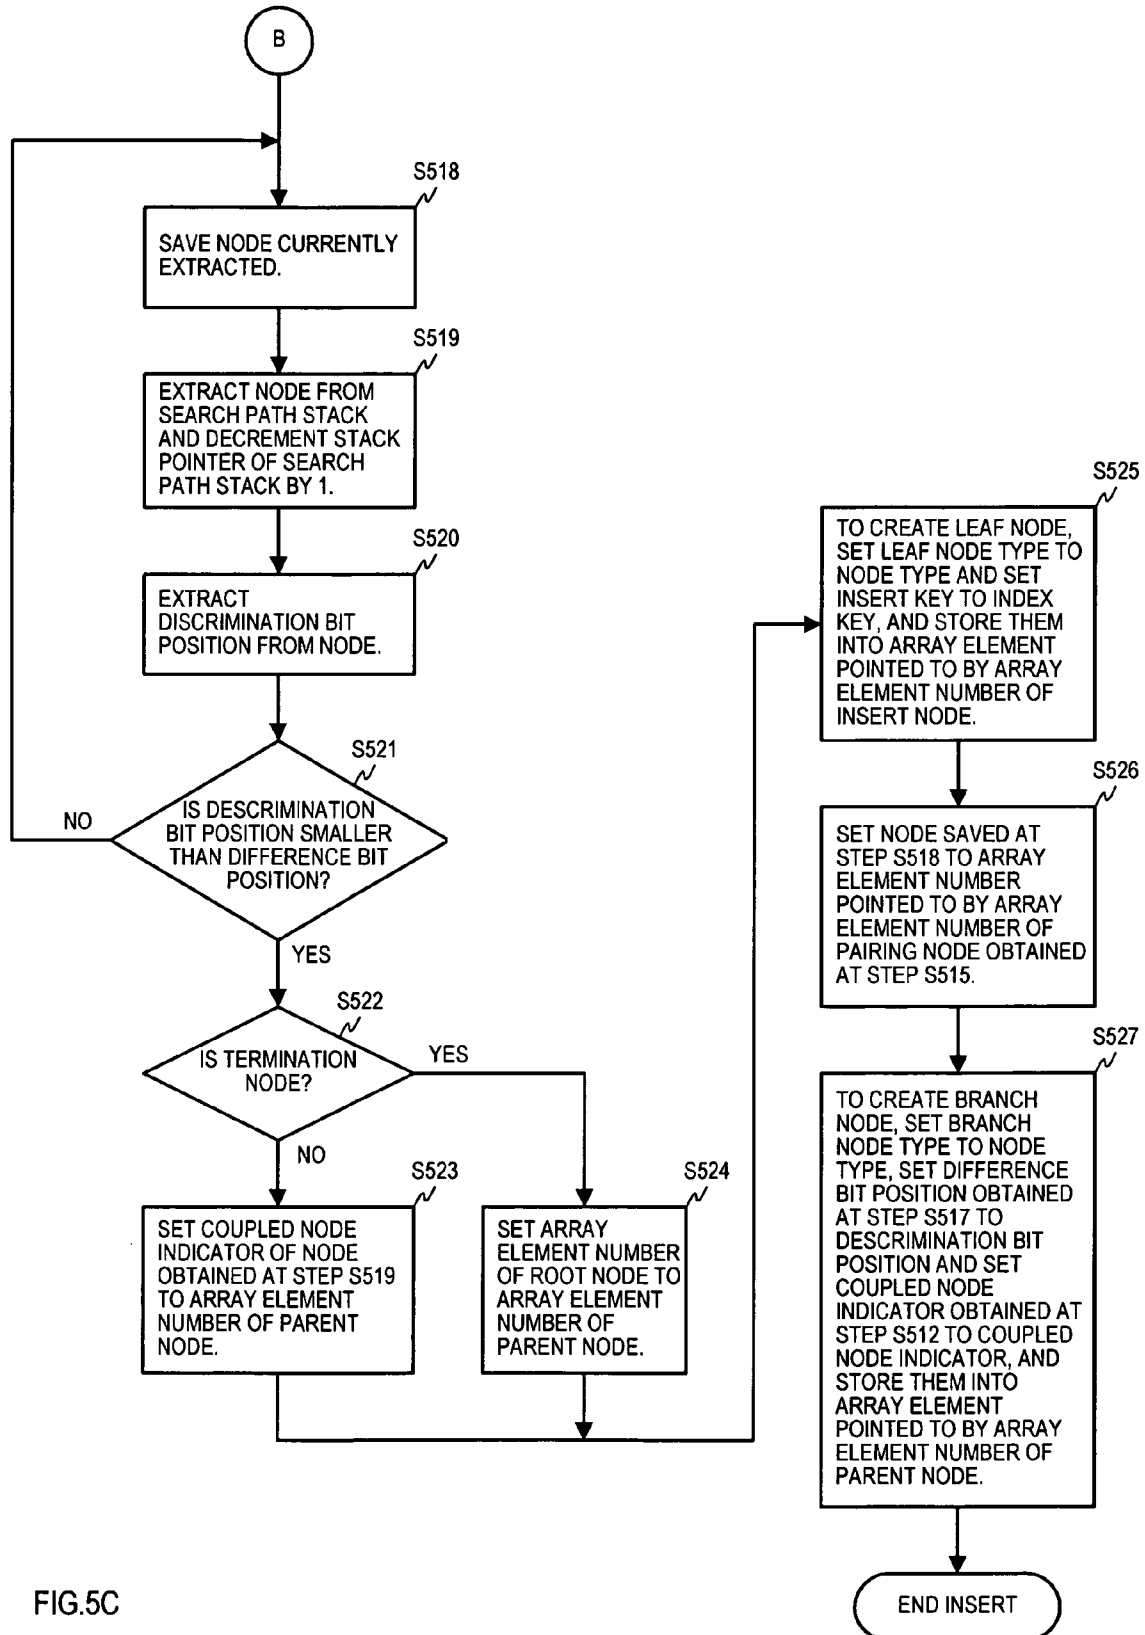 B
S518
SAVE NODE CURRENTLY
EXTRACTED.
S519
EXTRACT NODE FROM
SEARCH PATH STACK
AND DECREMENT STACK
POINTER OF SEARCH
PATH STACK BY 1.
S520
EXTRACT
DISCRIMINATION BIT
POSITION FROM NODE.
S521
IS DESCRIMINATION
BIT POSITION SMALLER
THAN DIFFERENCE BIT
POSITION?
NO
YES
S522
IS TERMINATION
NODE?
YES
NO
S523
SET COUPLED NODE
INDICATOR OF NODE
OBTAINED AT STEP S519
TO ARRAY ELEMENT
NUMBER OF PARENT
NODE.
S524
SET ARRAY
ELEMENT NUMBER
OF ROOT NODE TO
ARRAY ELEMENT
NUMBER OF
PARENT NODE.
S525
TO CREATE LEAF NODE,
SET LEAF NODE TYPE TO
NODE TYPE AND SET
INSERT KEY TO INDEX
KEY, AND STORE THEM
INTO ARRAY ELEMENT
POINTED TO BY ARRAY
ELEMENT NUMBER OF
INSERT NODE.
S526
SET NODE SAVED AT
STEP S518 TO ARRAY
ELEMENT NUMBER
POINTED TO BY ARRAY
ELEMENT NUMBER OF
PAIRING NODE OBTAINED
AT STEP S515.
S527
TO CREATE BRANCH
NODE, SET BRANCH
NODE TYPE TO NODE
TYPE, SET DIFFERENCE
BIT POSITION OBTAINED
AT STEP S517 TO
DESCRIMINATION BIT
POSITION AND SET
COUPLED NODE
INDICATOR OBTAINED AT
STEP S512 TO COUPLED
NODE INDICATOR, AND
STORE THEM INTO
ARRAY ELEMENT
POINTED TO BY ARRAY
ELEMENT NUMBER OF
PARENT NODE.
END INSERT
FIG.5C